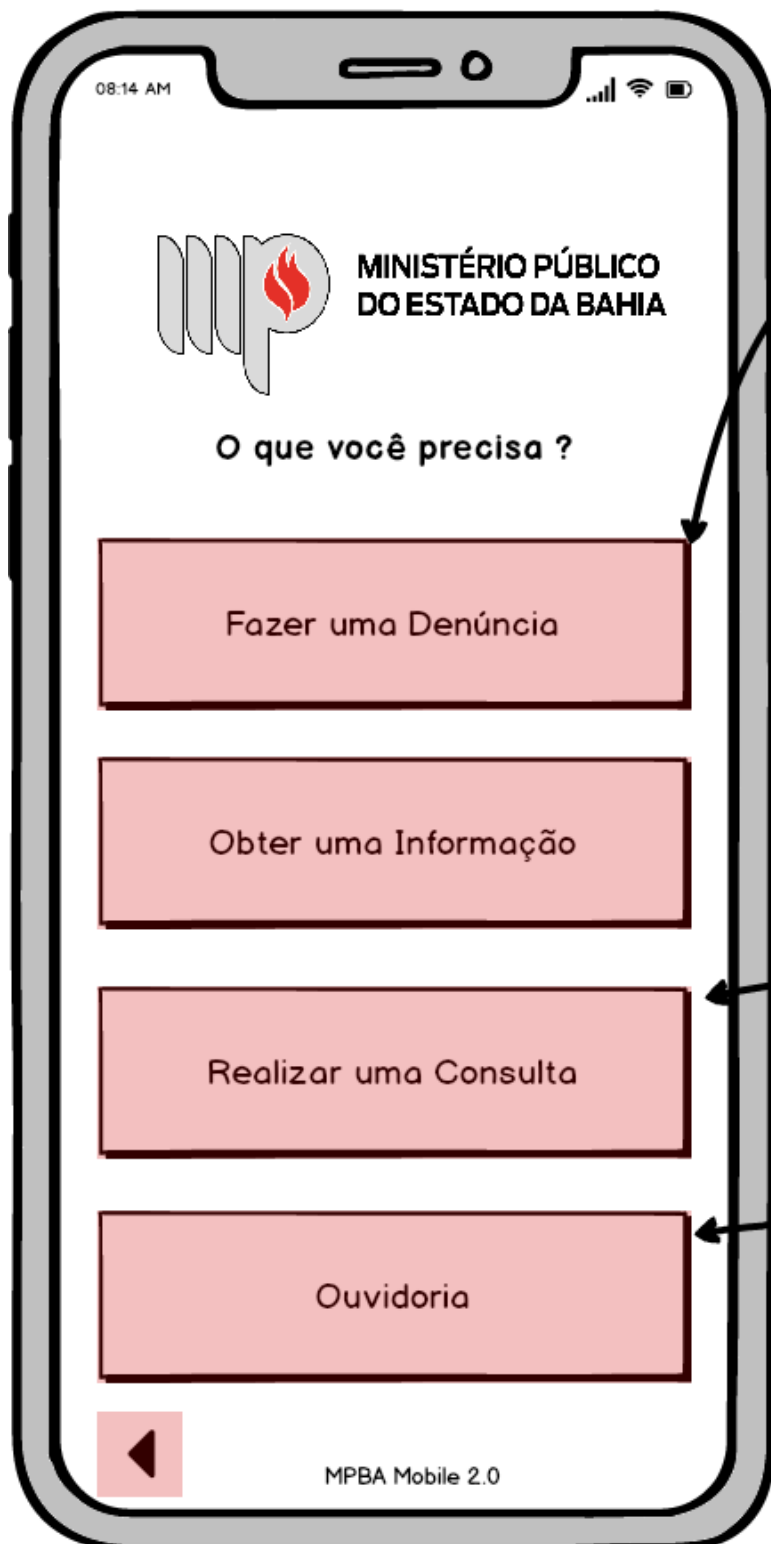 08:14 AM
mp
MINISTÉRIO PÚBLICO
DO ESTADO DA BAHIA
O que você precisa ?
Fazer uma Denúncia
Obter uma Informação
Realizar uma Consulta
Ouvidoria
MPBA Mobile 2.0